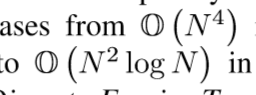 ases from 𝕆 (N⁴)
to 𝕆 (N² log N) in